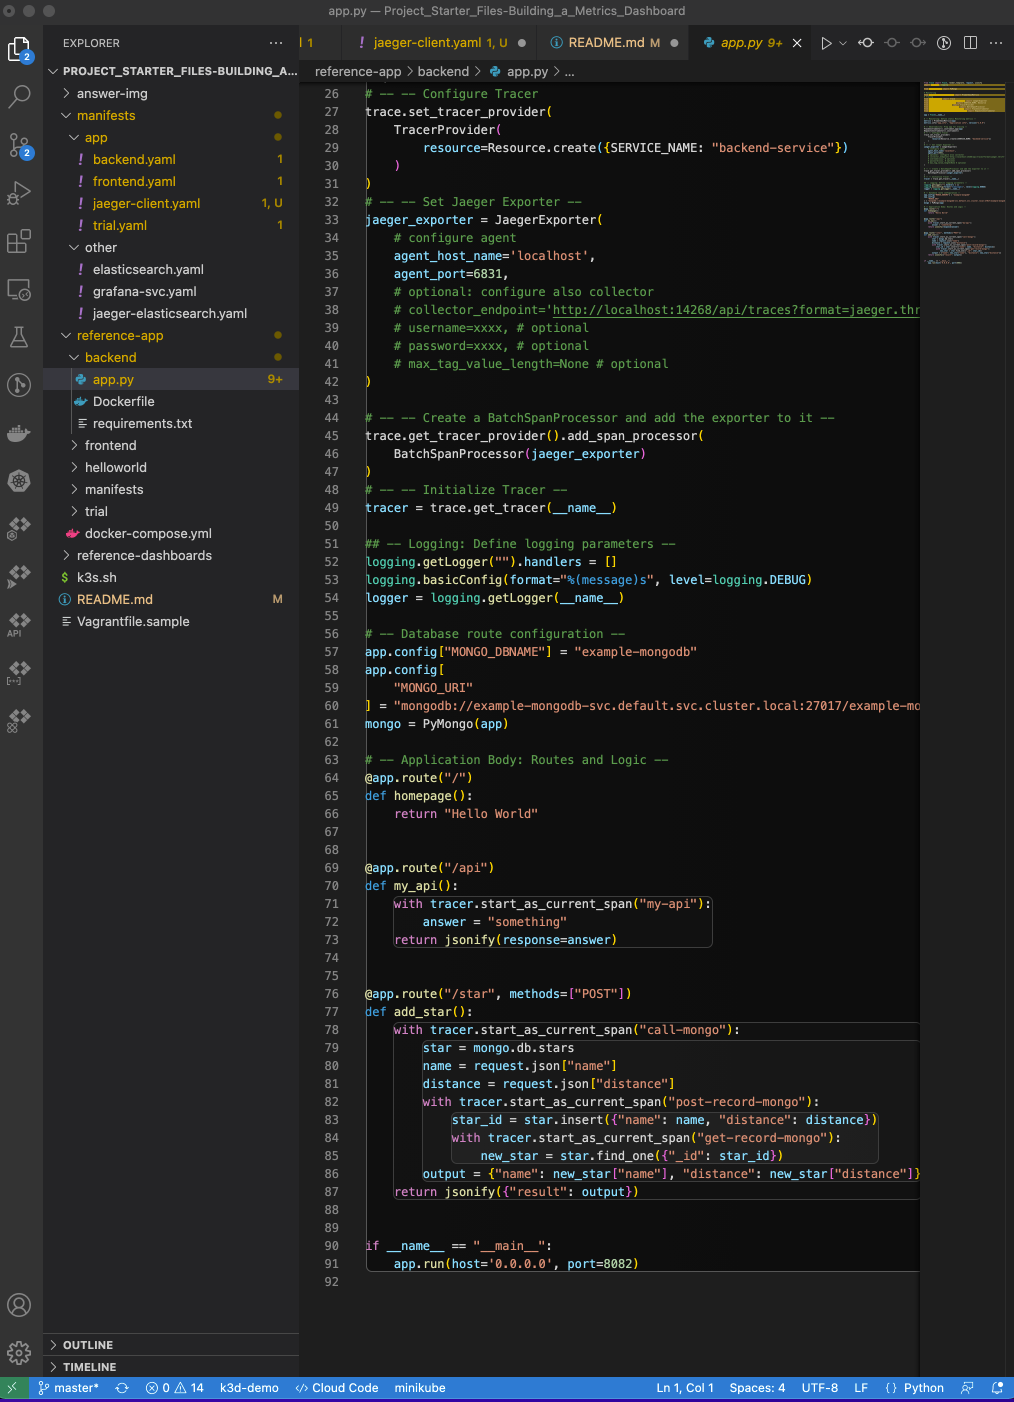 app.py — Project_Starter_Files-Building_a_Metrics_Dashboard
EXPLORER
PROJECT_STARTER_FILES-BUILDING_A...
answer-img
manifests
app
backend.yaml 1
frontend.yaml 1
jaeger-client.yaml 1, U
trial.yaml 1
other
elasticsearch.yaml
grafana-svc.yaml
jaeger-elasticsearch.yaml
reference-app
backend
app.py 9+
Dockerfile
requirements.txt
frontend
helloworld
manifests
trial
docker-compose.yml
reference-dashboards
k3s.sh
README.md M
Vagrantfile.sample
OUTLINE
TIMELINE
2
2
API
1
jaeger-client.yaml 1, U
README.md M
app.py 9+
reference-app > backend > app.py > ...
26 # -- -- Configure Tracer
27 trace.set_tracer_provider(
28 TracerProvider(
29 resource=Resource.create({SERVICE_NAME: "backend-service"})
30 )
31 )
32 # -- -- Set Jaeger Exporter --
33 jaeger_exporter = JaegerExporter(
34 # configure agent
35 agent_host_name='localhost',
36 agent_port=6831,
37 # optional: configure also collector
38 # collector_endpoint='http://localhost:14268/api/traces?format=jaeger.thr
39 # username=xxxx, # optional
40 # password=xxxx, # optional
41 # max_tag_value_length=None # optional
42 )
43
44 # -- -- Create a BatchSpanProcessor and add the exporter to it --
45 trace.get_tracer_provider().add_span_processor(
46 BatchSpanProcessor(jaeger_exporter)
47 )
48 # -- -- Initialize Tracer --
49 tracer = trace.get_tracer(__name__)
50
51 ## -- Logging: Define logging parameters --
52 logging.getLogger("").handlers = []
53 logging.basicConfig(format="%(message)s", level=logging.DEBUG)
54 logger = logging.getLogger(__name__)
55
56 # -- Database route configuration --
57 app.config["MONGO_DBNAME"] = "example-mongodb"
58 app.config[
59 "MONGO_URI"
60 ] = "mongodb://example-mongodb-svc.default.svc.cluster.local:27017/example-mo
61 mongo = PyMongo(app)
62
63 # -- Application Body: Routes and Logic --
64 @app.route("/")
65 def homepage():
66 return "Hello World"
67
68
69 @app.route("/api")
70 def my_api():
71 with tracer.start_as_current_span("my-api"):
72 answer = "something"
73 return jsonify(response=answer)
74
75
76 @app.route("/star", methods=["POST"])
77 def add_star():
78 with tracer.start_as_current_span("call-mongo"):
79 star = mongo.db.stars
80 name = request.json["name"]
81 distance = request.json["distance"]
82 with tracer.start_as_current_span("post-record-mongo"):
83 star_id = star.insert({"name": name, "distance": distance})
84 with tracer.start_as_current_span("get-record-mongo"):
85 new_star = star.find_one({"_id": star_id})
86 output = {"name": new_star["name"], "distance": new_star["distance"]}
87 return jsonify({"result": output})
88
89
90 if __name__ == "__main__":
91 app.run(host='0.0.0.0', port=8082)
92
master* 0 14 k3d-demo Cloud Code minikube Ln 1, Col 1 Spaces: 4 UTF-8 LF {} Python